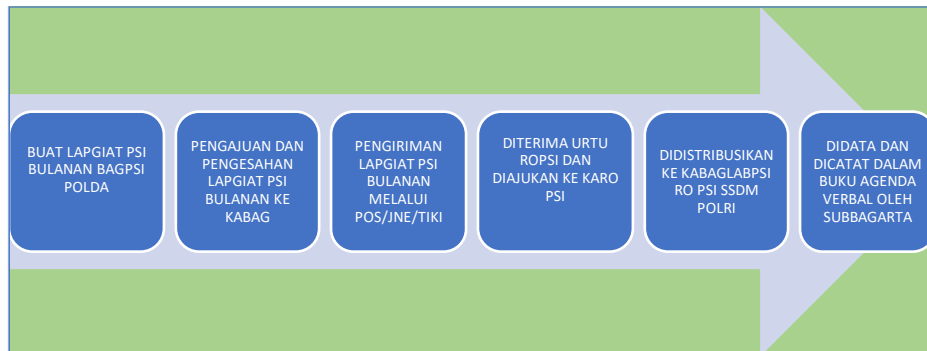 BUAT LAPGIAT PSI
BULANAN BAGPSI
POLDA
PENGAJUAN DAN
PENGESAHAN
LAPGIAT PSI
BULANAN KE
KABAG
PENGIRIMAN
LAPGIAT PSI
BULANAN
MELALUI
POS/JNE/TIKI
DITERIMA URTU
ROPSI DAN
DIAJUKAN KE KARO
PSI
DIDISTRIBUSIKAN
KE KABAGLABPSI
RO PSI SSDM
POLRI
DIDATA DAN
DICATAT DALAM
BUKU AGENDA
VERBAL OLEH
SUBBAGARTA